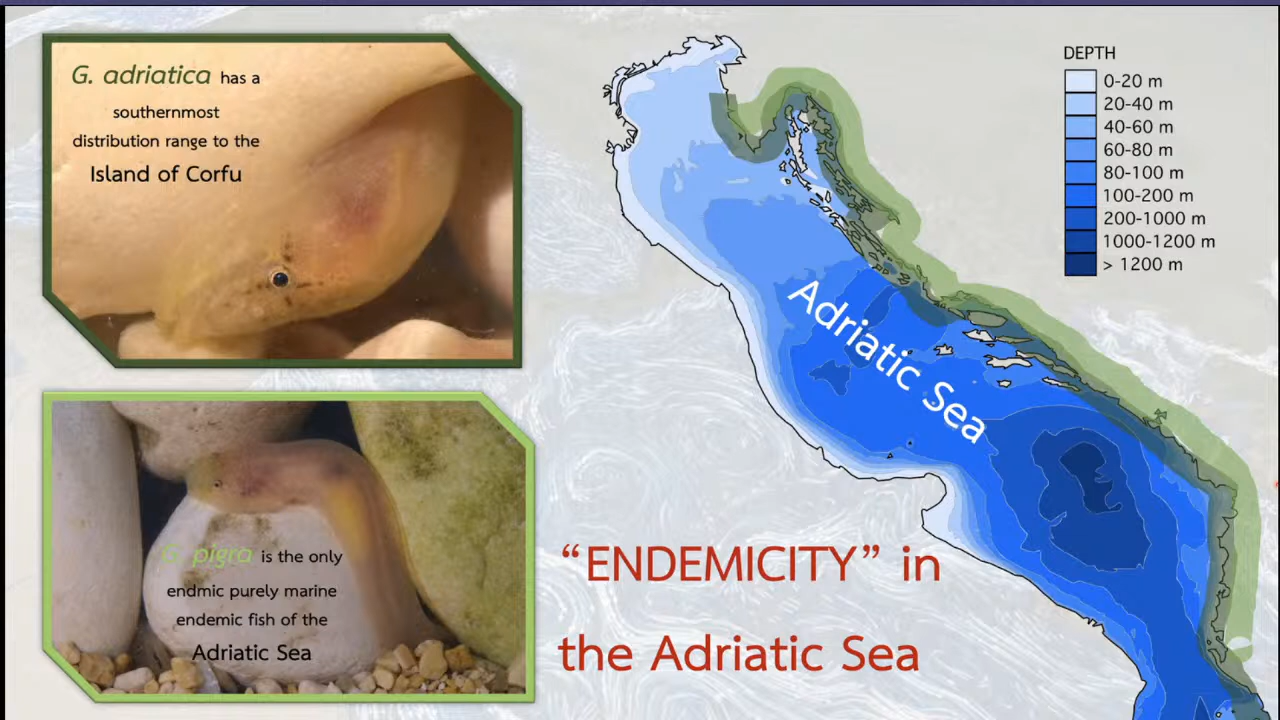 G. adriatica has a
southernmost
distribution range to the
Island of Corfu
G. pigra is the only
endmic purely marine
endemic fish of the
Adriatic Sea
"ENDEMICITY" in
the Adriatic Sea
Adriatic Sea
DEPTH
0-20 m
20-40 m
40-60 m
60-80 m
80-100 m
100-200 m
200-1000 m
1000-1200 m
> 1200 m